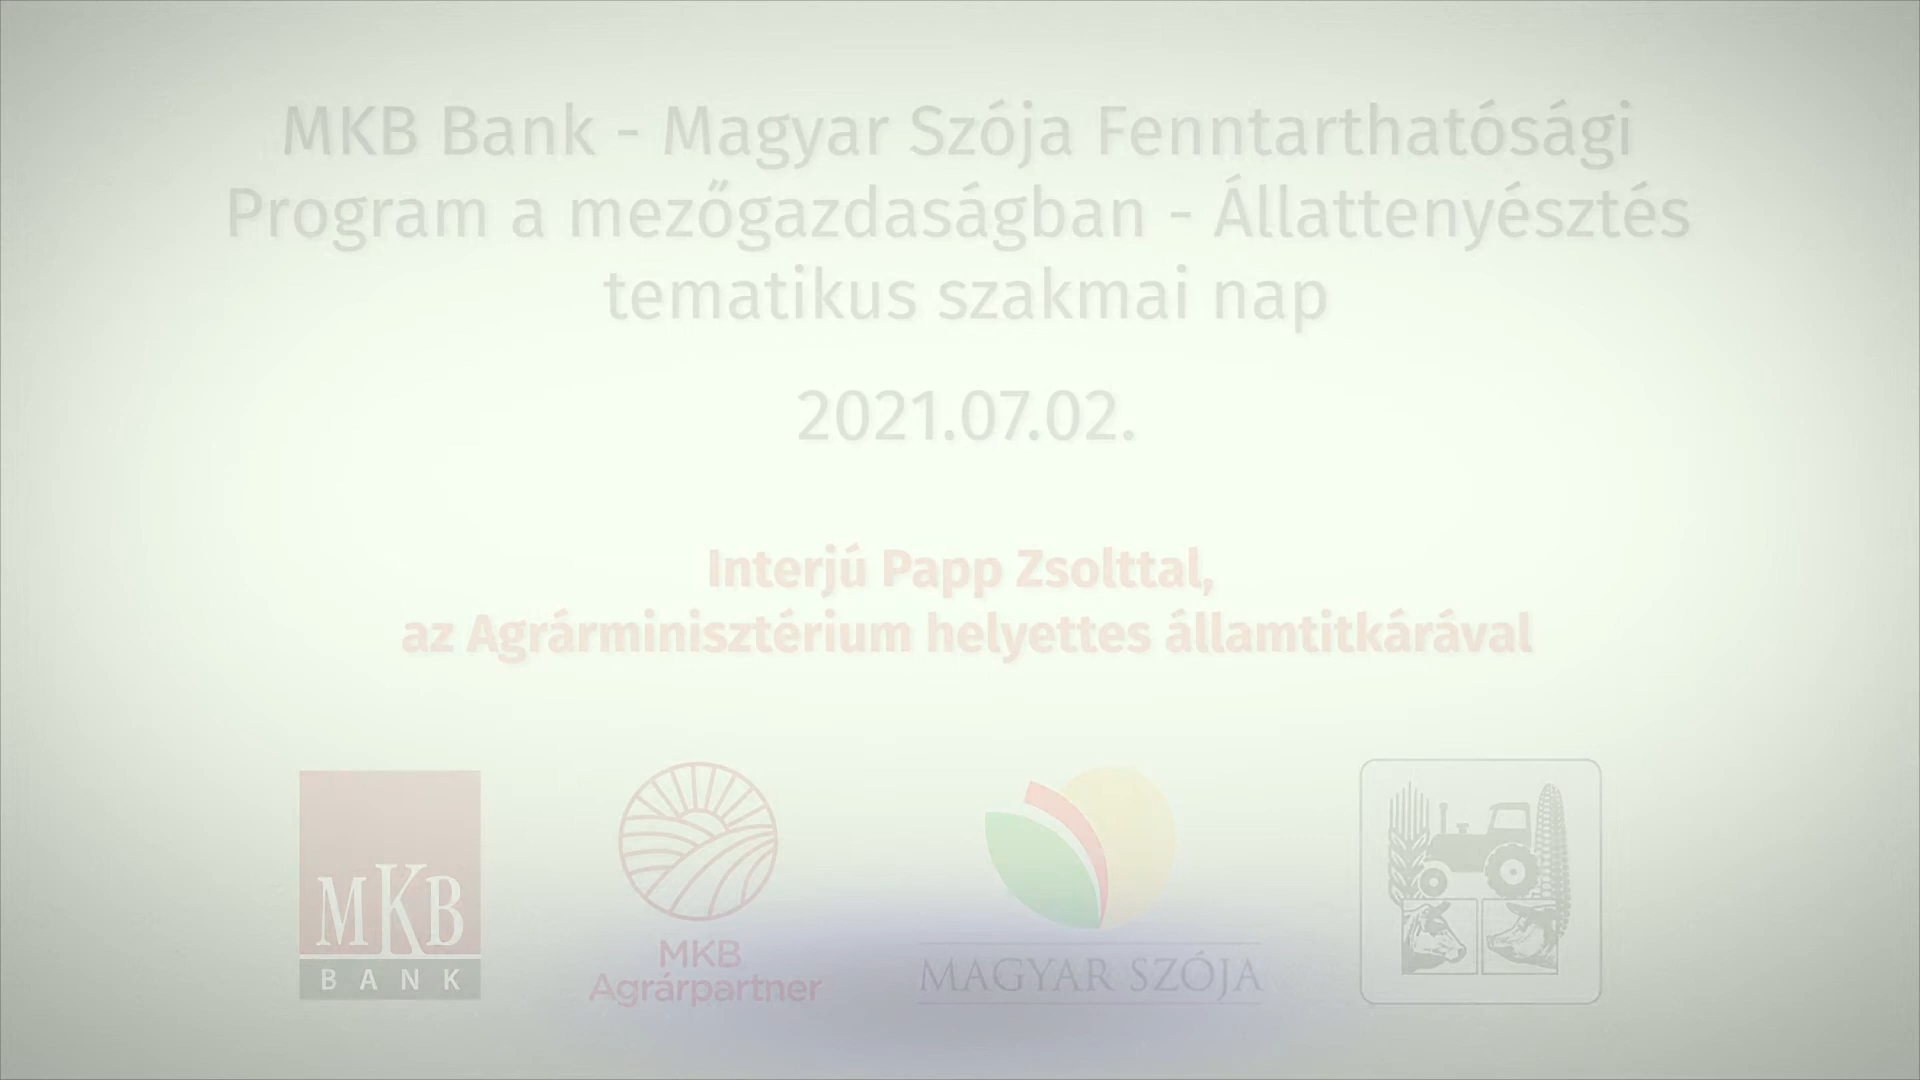 MKB Bank - Magyar Szója Fenntarthatósági
Program a mezőgazdaságban - Állattenyésztés
tematikus szakmai nap
2021.07.02.
Interjú Papp Zsolttal,
az Agrárminisztérium helyettes államtitkárával
MKB
BANK
MKB
Agrárpartner
MAGYAR SZÓJA